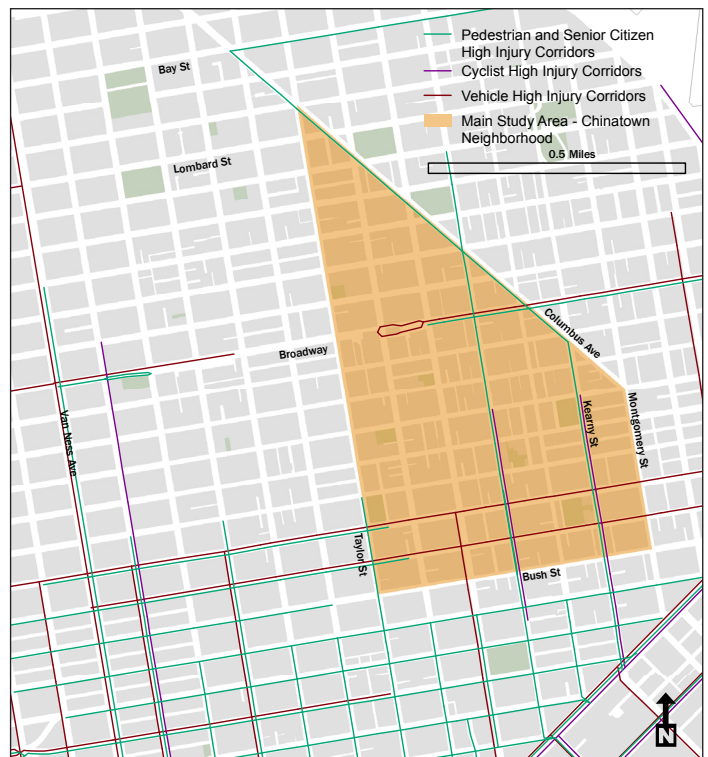 Pedestrian and Senior Citizen
High Injury Corridors
Cyclist High Injury Corridors
Vehicle High Injury Corridors
Main Study Area - Chinatown
Neighborhood
0.5 Miles
Bay St
Lombard St
Broadway
Columbus Ave
Van Ness Ave
Kearny St
Montgomery St
Taylor St
Bush St
N